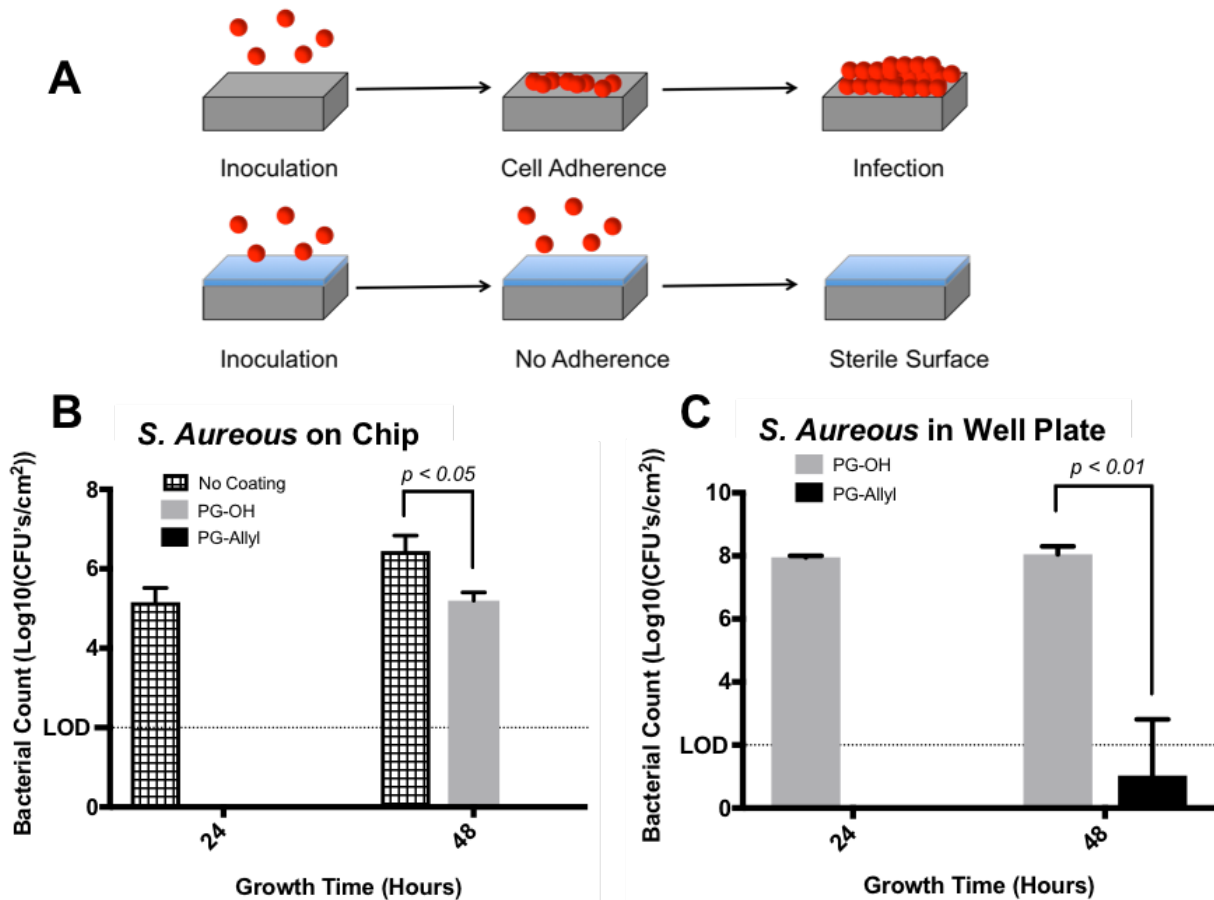 A
Inoculation
Cell Adherence
Infection
Inoculation
No Adherence
Sterile Surface
B
S. Aureous on Chip
Bacterial Count (Log10(CFU's/cm²))
8
6
4
LOD
0
No Coating
PG-OH
PG-Allyl
p < 0.05
24
48
Growth Time (Hours)
C
S. Aureous in Well Plate
Bacterial Count (Log10(CFU's/cm²))
10
8
6
4
LOD
0
PG-OH
PG-Allyl
p < 0.01
24
48
Growth Time (Hours)